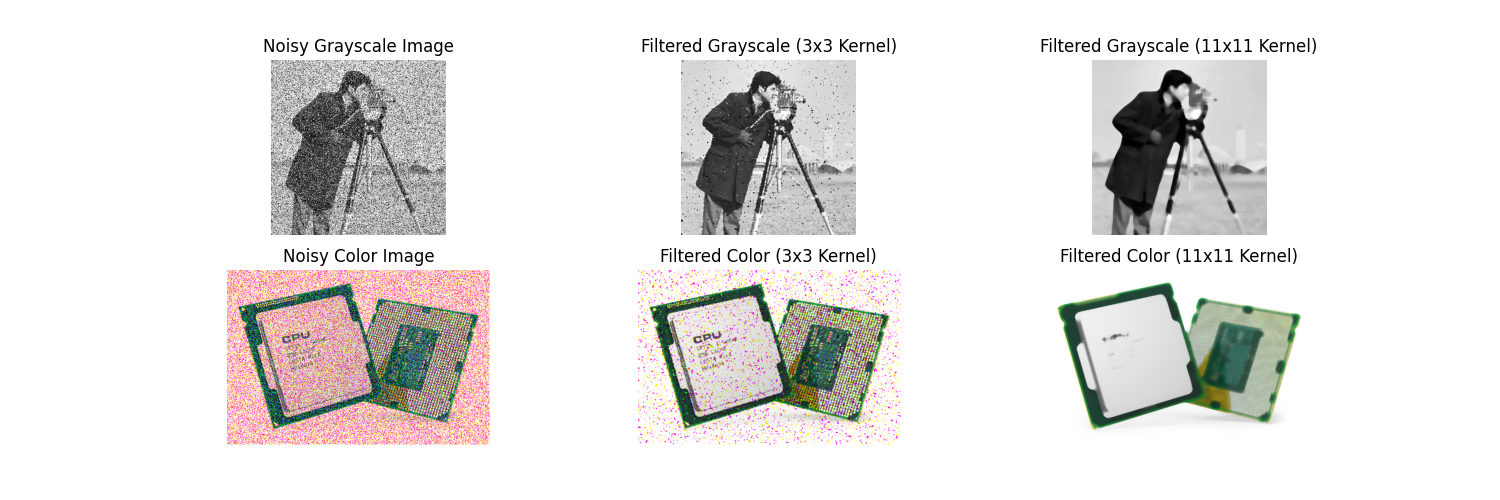 Noisy Grayscale Image
Filtered Grayscale (3x3 Kernel)
Filtered Grayscale (11x11 Kernel)
Noisy Color Image
Filtered Color (3x3 Kernel)
Filtered Color (11x11 Kernel)
CPU
CPU